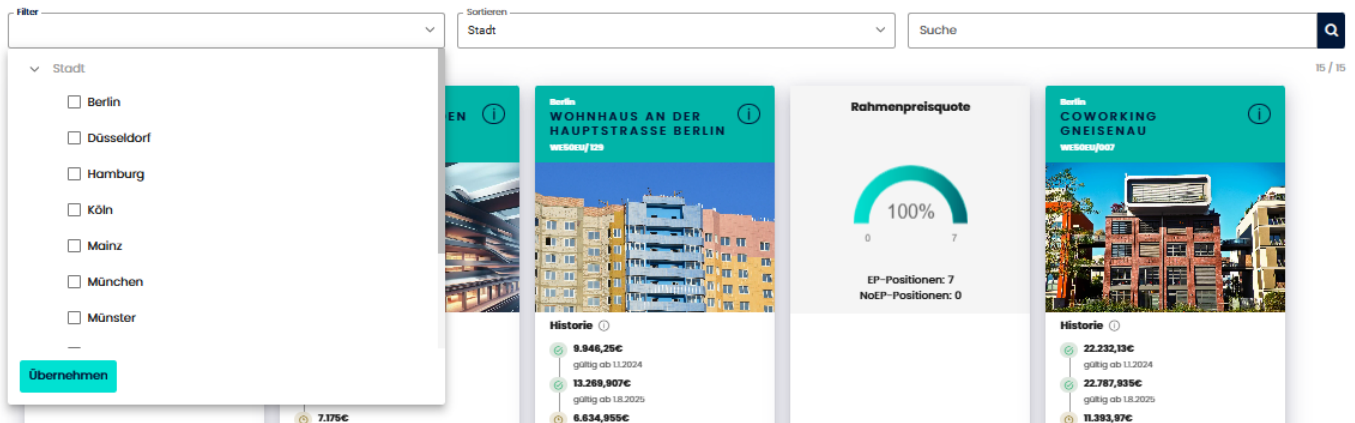 Filter
Sortieren
Stadt
Suche
Stadt
15 / 15
Berlin
Düsseldorf
Hamburg
Köln
Mainz
München
Münster
Übernehmen
EN
7.175€
Berlin
WOHNHAUS AN DER
HAUPTSTRASSE BERLIN
WESOEU/129
Historie
9.946,25€
gültig ab 1.1.2024
13.269,907€
gültig ab 1.8.2025
6.634,955€
Rahmenpreisquote
100%
0 7
EP-Positionen: 7
NoEP-Positionen: 0
Berlin
COWORKING
GNEISENAU
WESOEU/007
Historie
22.232,13€
gültig ab 1.1.2024
22.787,935€
gültig ab 1.8.2025
11.393,97€